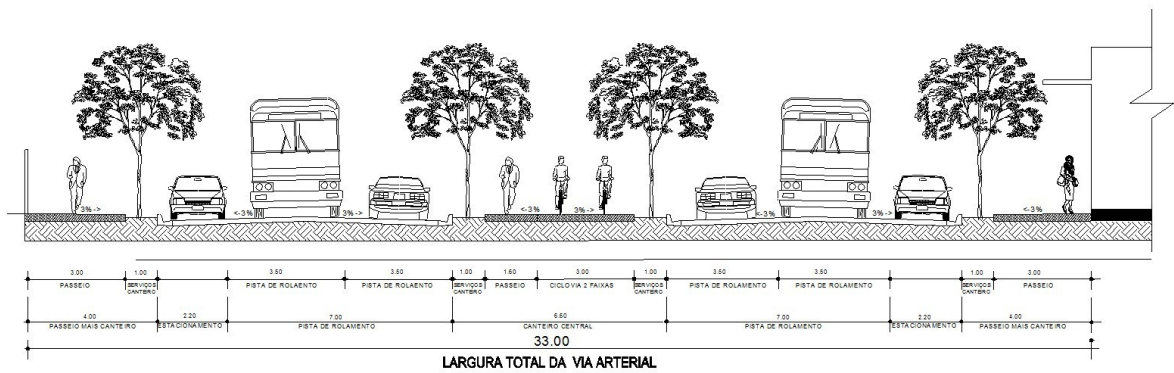 3% -> <-3% 3% -> <-3% 3% -> <-3% 3% -> <-3%
3.00 1.00 3.50 3.50 1.00 1.60 3.00 1.00 3.50 3.50 1.00 3.00
PASSEIO SERVIÇOS CANTEIRO PISTA DE ROLAENTO PISTA DE ROLAENTO SERVIÇOS CANTEIRO PASSEIO CICLOVIA 2 FAIXAS SERVIÇOS CANTEIRO PISTA DE ROLAMENTO PISTA DE ROLAMENTO SERVIÇOS CANTEIRO PASSEIO
4.00 2.20 7.00 6.60 7.00 2.20 4.00
PASSEIO MAIS CANTEIRO ESTACIONAMENTO PISTA DE ROLAMENTO CANTEIRO CENTRAL PISTA DE ROLAMENTO ESTACIONAMENTO PASSEIO MAIS CANTEIRO
33.00
LARGURA TOTAL DA VIA ARTERIAL